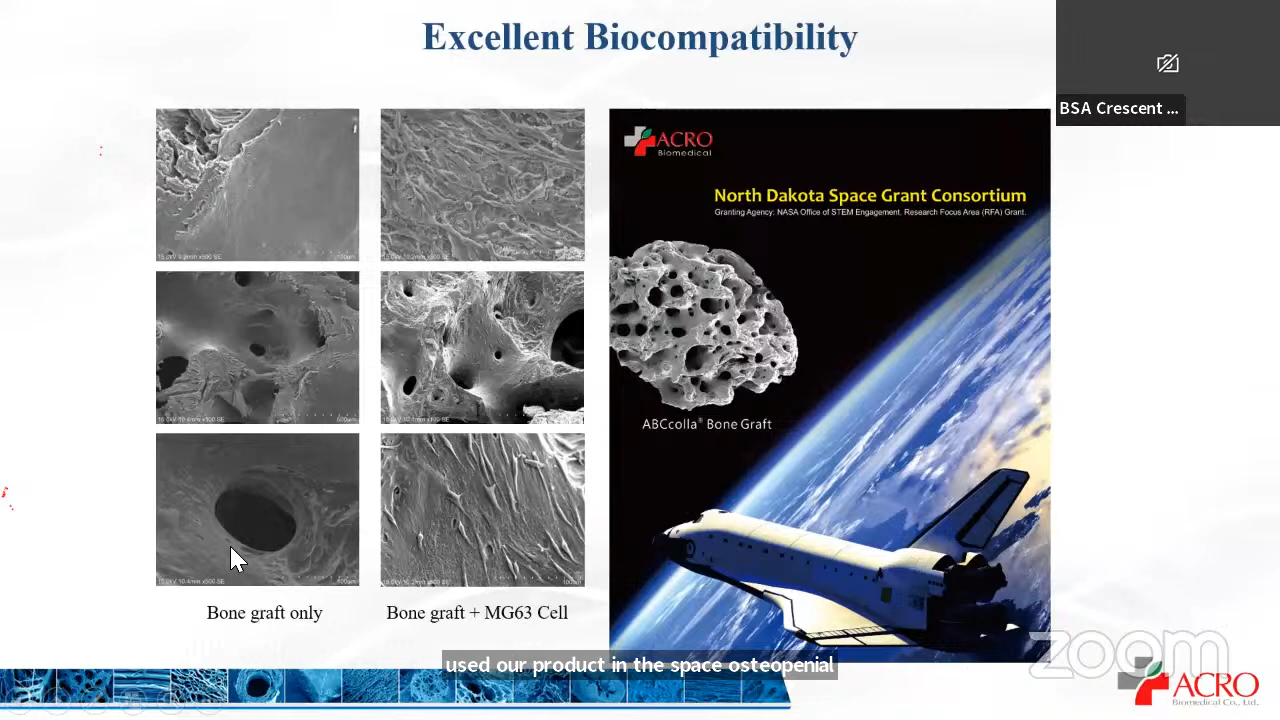 Excellent Biocompatibility
BSA Crescent ...
ACRO
Biomedical
North Dakota Space Grant Consortium
Granting Agency: NASA Office of STEM Engagement, Research Focus Area (RFA) Grant.
ABCcolla® Bone Graft
Bone graft only
Bone graft + MG63 Cell
used our product in the space osteopenial
zoom
ACRO
Biomedical Co., Ltd.